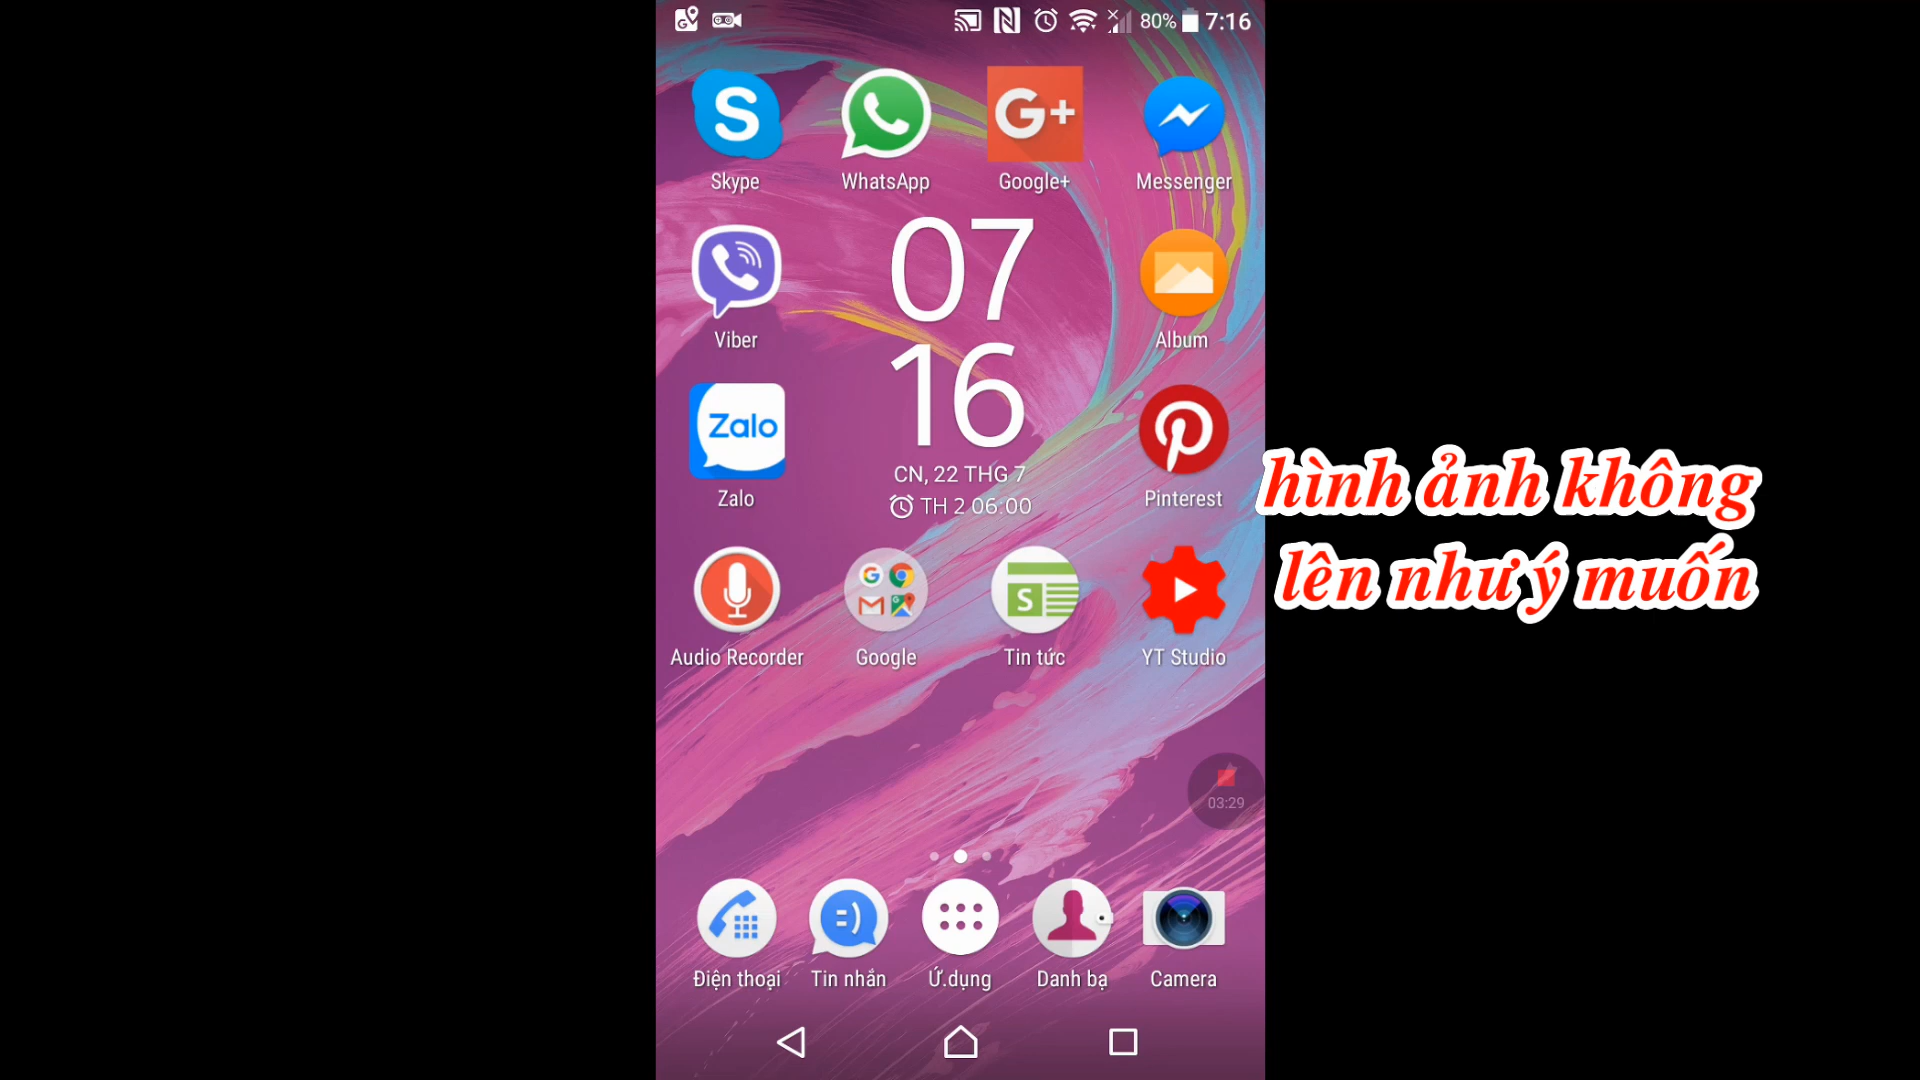 80% 7:16
S G+
Skype WhatsApp Google+ Messenger
07
Viber Album
16
Zalo
CN, 22 THG 7
Zalo Pinterest
TH 2 06:00
hình ảnh không
lên như ý muốn
S
Audio Recorder Google Tin tức YT Studio
03:29
Điện thoại Tin nhắn Ứ.dụng Danh bạ Camera